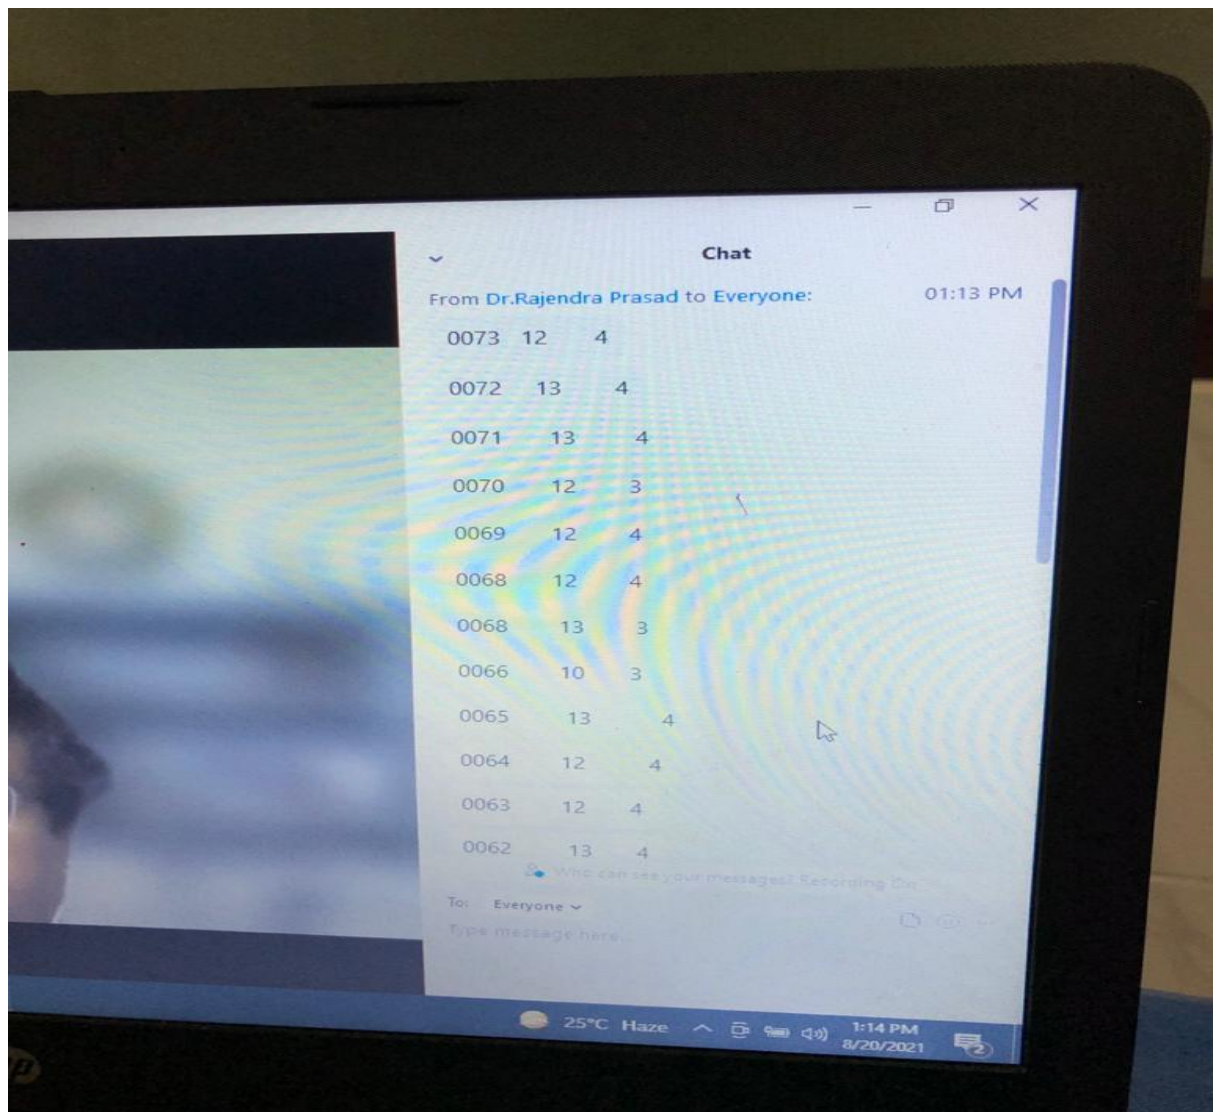 Chat
From Dr.Rajendra Prasad to Everyone: 01:13 PM
0073 12 4
0072 13 4
0071 13 4
0070 12 3
0069 12 4
0068 12 4
0068 13 3
0066 10 3
0065 13 4
0064 12 4
0063 12 4
0062 13 4
Who can see your messages? Recording On
To: Everyone
Type message here...
25°C Haze 1:14 PM
8/20/2021 2